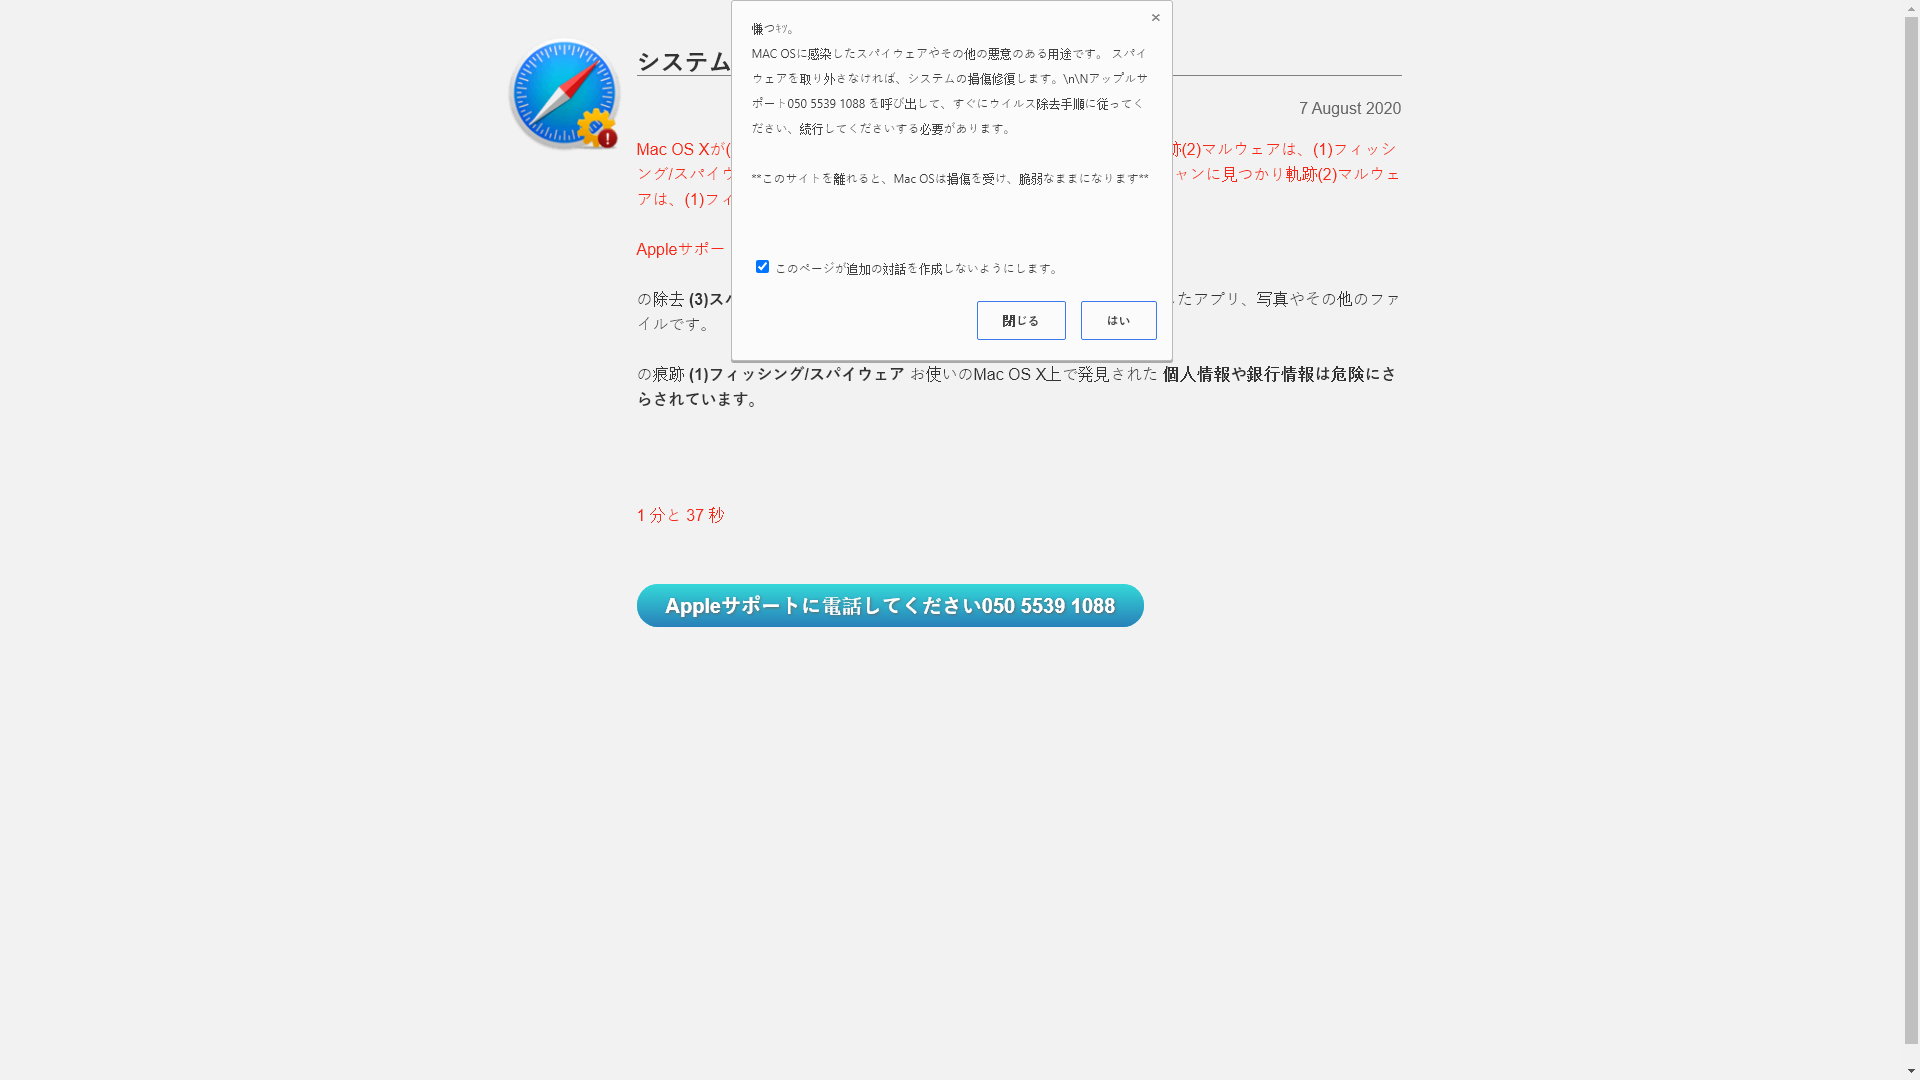 慊つｷｿ。
MAC OSに感染したスパイウェアやその他の悪意のある用途です。 スパイ
ウェアを取り外さなければ、システムの損傷修復します。\n\Nアップルサ
ポート050 5539 1088 を呼び出して、すぐにウイルス除去手順に従ってく
ださい、続行してくださいする必要があります。
**このサイトを離れると、Mac OSは損傷を受け、脆弱なままになります**
このページが追加の対話を作成しないようにします。
閉じる
はい
システム
7 August 2020
Mac OS Xが( 跡(2)マルウェアは、(1)フィッシ
ング/スパイウ ャンに見つかり軌跡(2)マルウェ
アは、(1)フィ
Appleサポー
の除去 (3)スパ たアプリ、写真やその他のファ
イルです。
の痕跡 (1)フィッシング/スパイウェア お使いのMac OS X上で発見された 個人情報や銀行情報は危険にさ
らされています。
1 分と 37 秒
Appleサポートに電話してください050 5539 1088